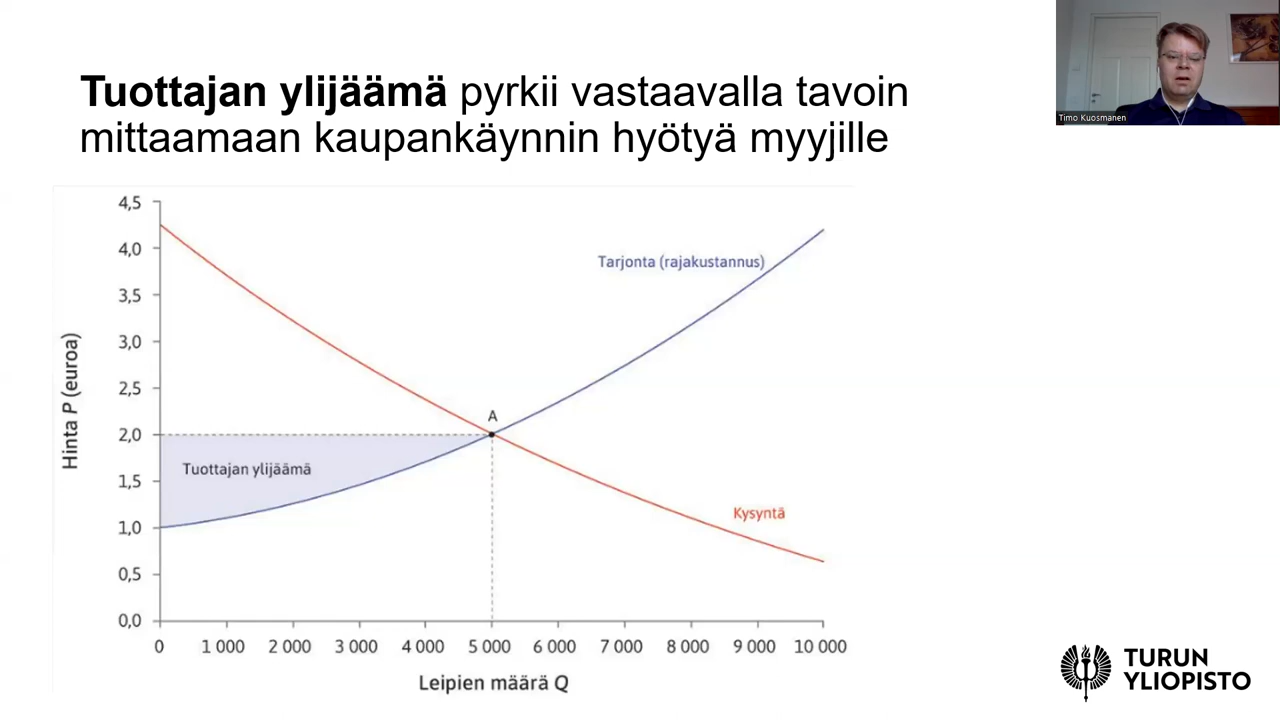 Tuottajan ylijäämä pyrkii vastaavalla tavoin
mittaamaan kaupankäynnin hyötyä myyjille
Timo Kuosmanen
4,5
4,0
3,5
3,0
2,5
2,0
1,5
1,0
0,5
0,0
Hinta P (euroa)
Tarjonta (rajakustannus)
A
Tuottajan ylijäämä
Kysyntä
0 1 000 2 000 3 000 4 000 5 000 6 000 7 000 8 000 9 000 10 000
Leipien määrä Q
TURUN
YLIOPISTO